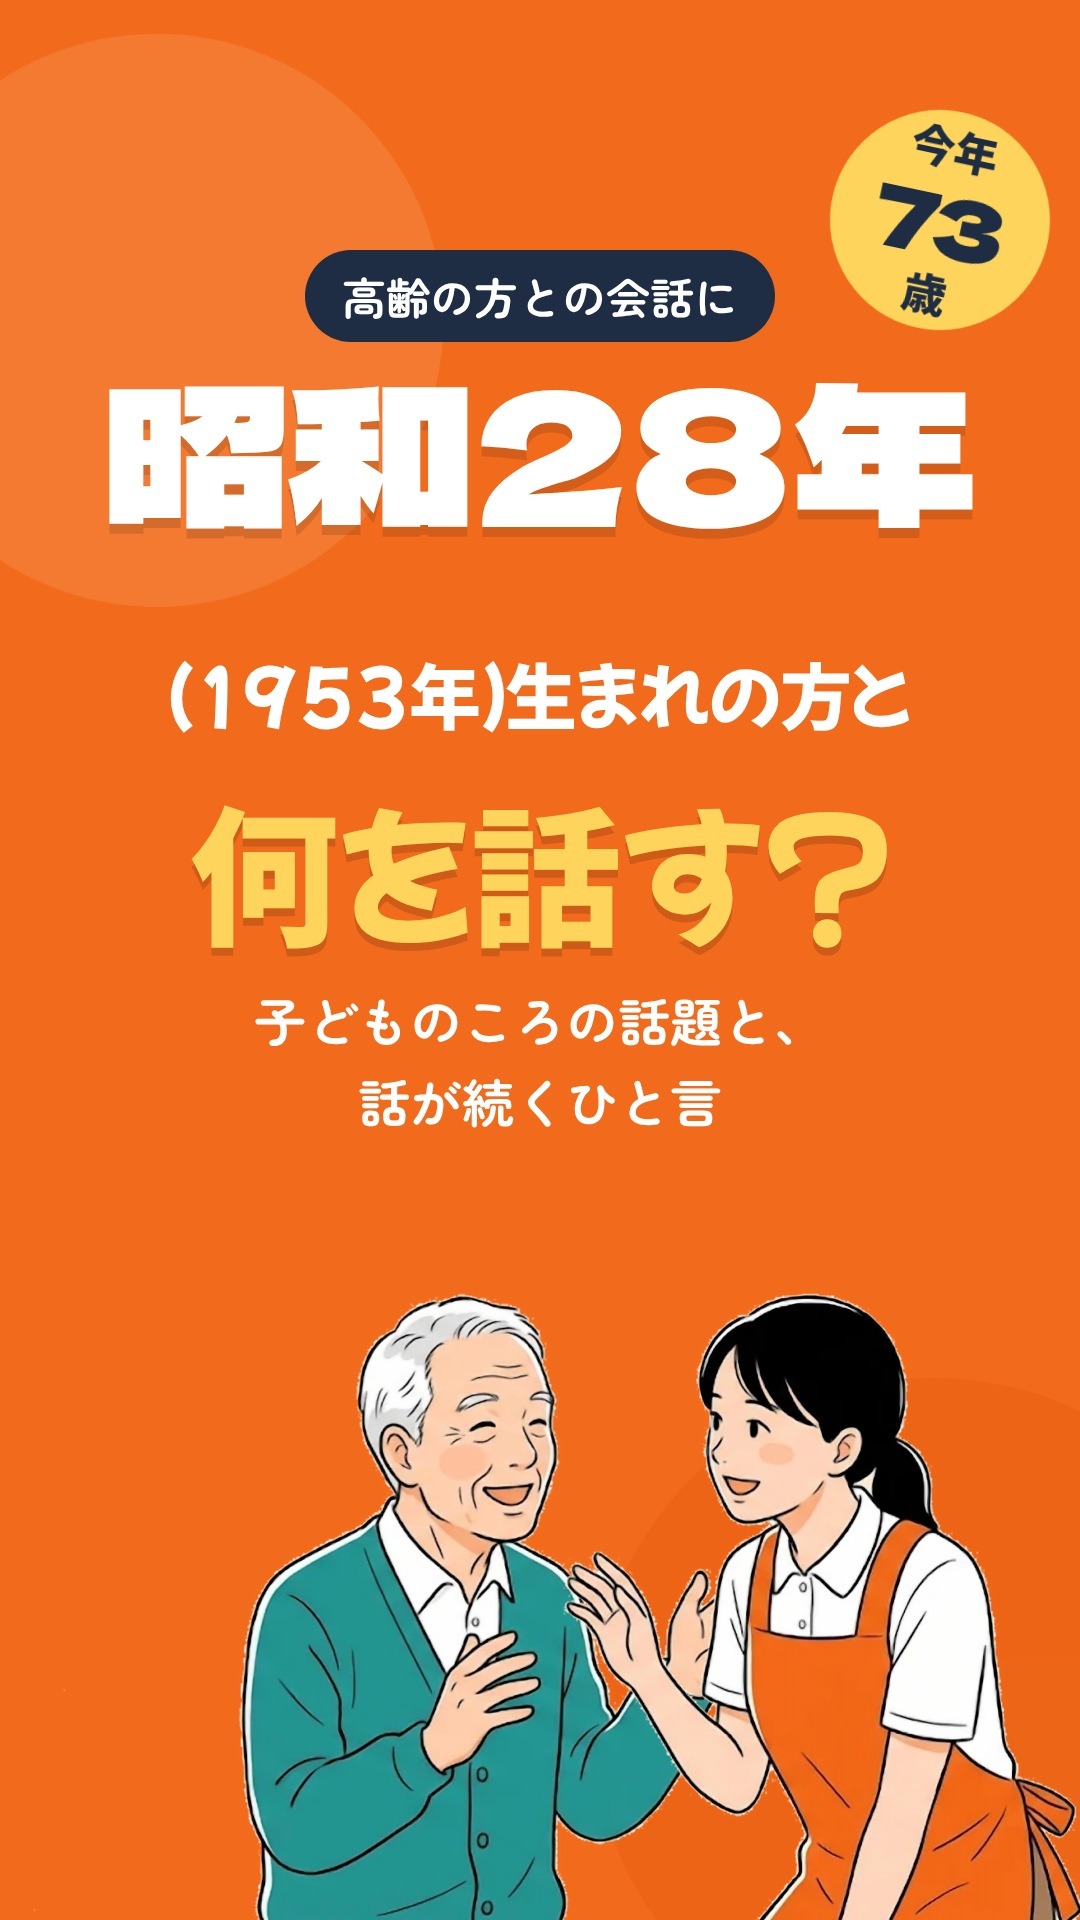 今年
73
歳
高齢の方との会話に
昭和28年
(1953年)生まれの方と
何を話す?
子どものころの話題と、
話が続くひと言